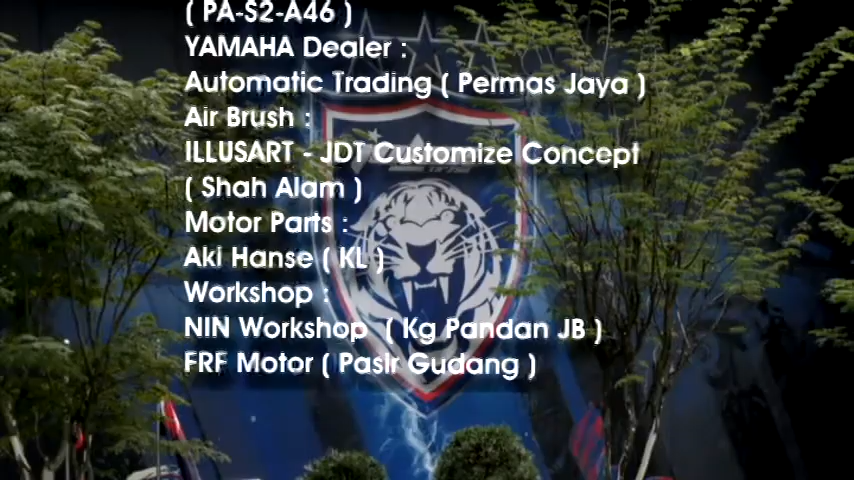 ( PA-S2-A46 )
YAMAHA Dealer :
Automatic Trading ( Permas Jaya )
Air Brush :
ILLUSART - JDT Customize Concept
( Shah Alam )
Motor Parts :
Aki Hanse ( KL )
Workshop :
NIN Workshop ( Kg Pandan JB )
FRF Motor ( Pasir Gudang )